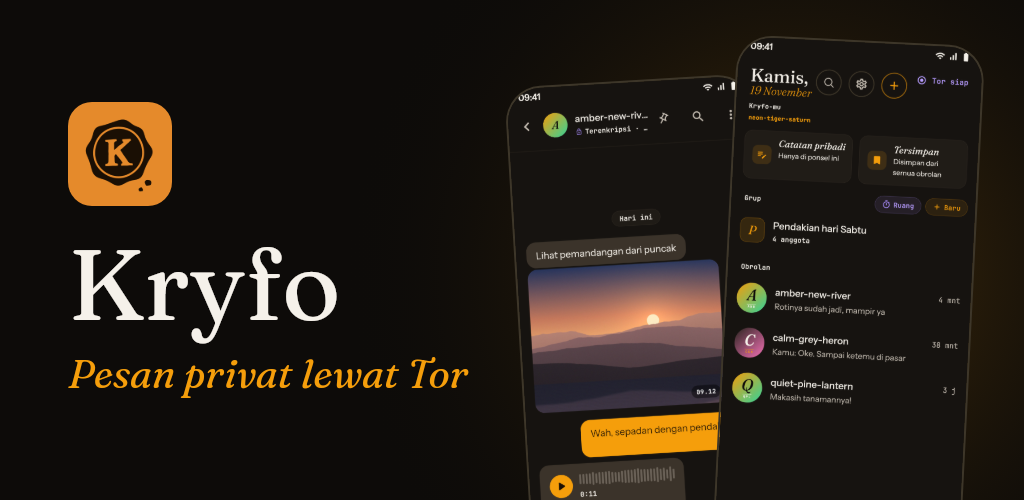 K
Kryfo
Pesan privat lewat Tor
09:41
A
amber-new-riv…
Terenkripsi · …
Hari ini
Lihat pemandangan dari puncak
09.12
Wah, sepadan dengan penda
0:11
09:41
Kamis,
19 November
Tor siap
Kryfo-mu
neon-tiger-saturn
Catatan pribadi
Hanya di ponsel ini
Tersimpan
Disimpan dari
semua obrolan
Grup
Ruang
Baru
P
Pendakian hari Sabtu
4 anggota
Obrolan
A
amber-new-river
4 mnt
Rotinya sudah jadi, mampir ya
C
calm-grey-heron
38 mnt
Kamu: Oke. Sampai ketemu di pasar
Q
quiet-pine-lantern
3 j
Makasih tanamannya!